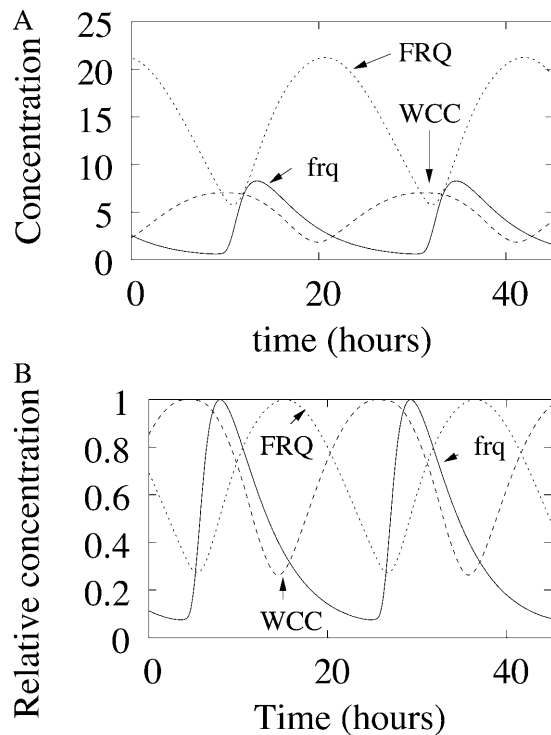 A
Concentration
25
20
15
10
5
0
FRQ
WCC
frq
0 20 40
time (hours)
B
Relative concentration
1
0.8
0.6
0.4
0.2
0
FRQ
frq
WCC
0 20 40
Time (hours)